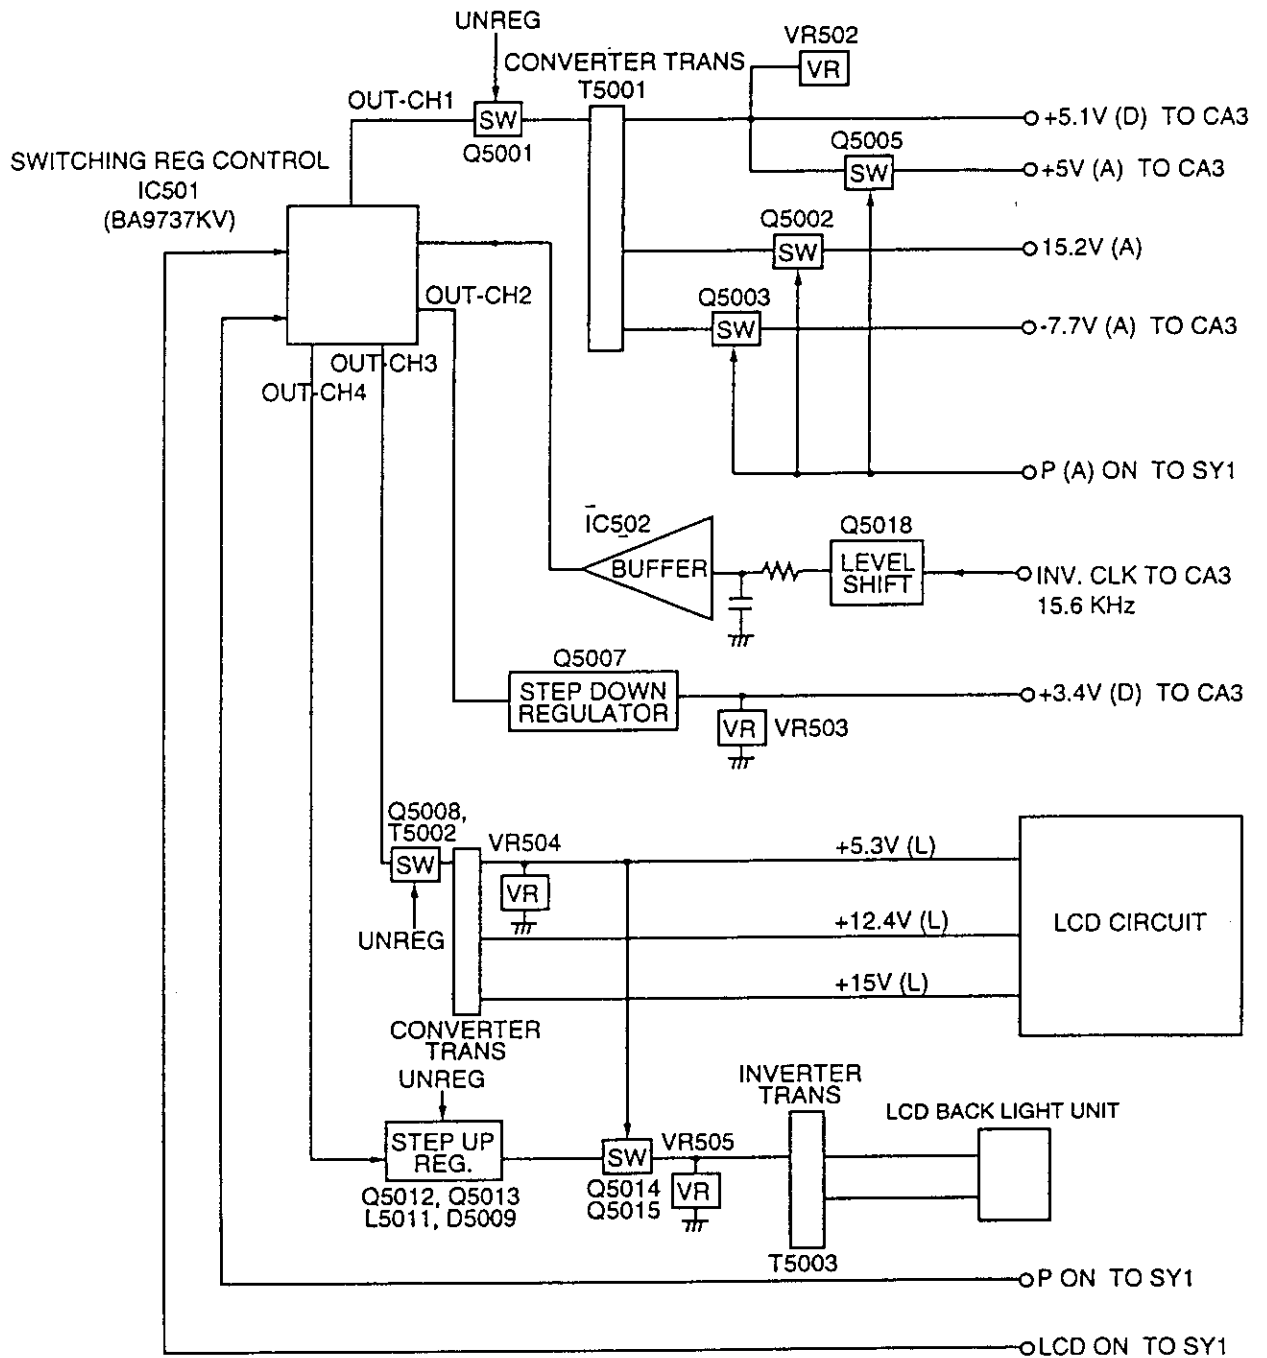 UNREG
VR502
VR
CONVERTER TRANS
T5001
OUT-CH1
SW
Q5001
+5.1V (D) TO CA3
Q5005
SW
+5V (A) TO CA3
SWITCHING REG CONTROL
IC501
(BA9737KV)
Q5002
SW
15.2V (A)
OUT-CH2
Q5003
SW
-7.7V (A) TO CA3
OUT-CH3
OUT-CH4
P (A) ON TO SY1
IC502
BUFFER
Q5018
LEVEL
SHIFT
INV. CLK TO CA3
15.6 KHz
Q5007
STEP DOWN
REGULATOR
+3.4V (D) TO CA3
VR
VR503
Q5008,
T5002
SW
UNREG
VR504
VR
+5.3V (L)
+12.4V (L)
+15V (L)
LCD CIRCUIT
CONVERTER
TRANS
UNREG
STEP UP
REG.
Q5012, Q5013
L5011, D5009
SW
Q5014
Q5015
VR505
VR
INVERTER
TRANS
T5003
LCD BACK LIGHT UNIT
P ON TO SY1
LCD ON TO SY1